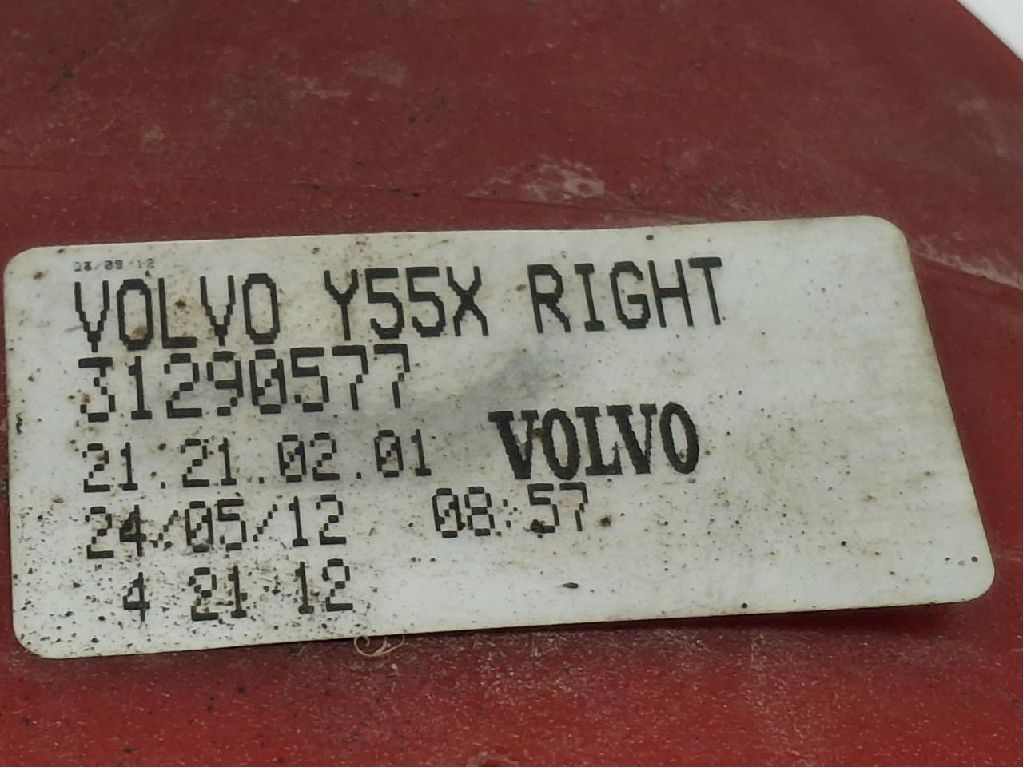 VOLVO Y55X RIGHT
31290577
21.21.02.01 VOLVO
24/05/12 08:57
4 21 12